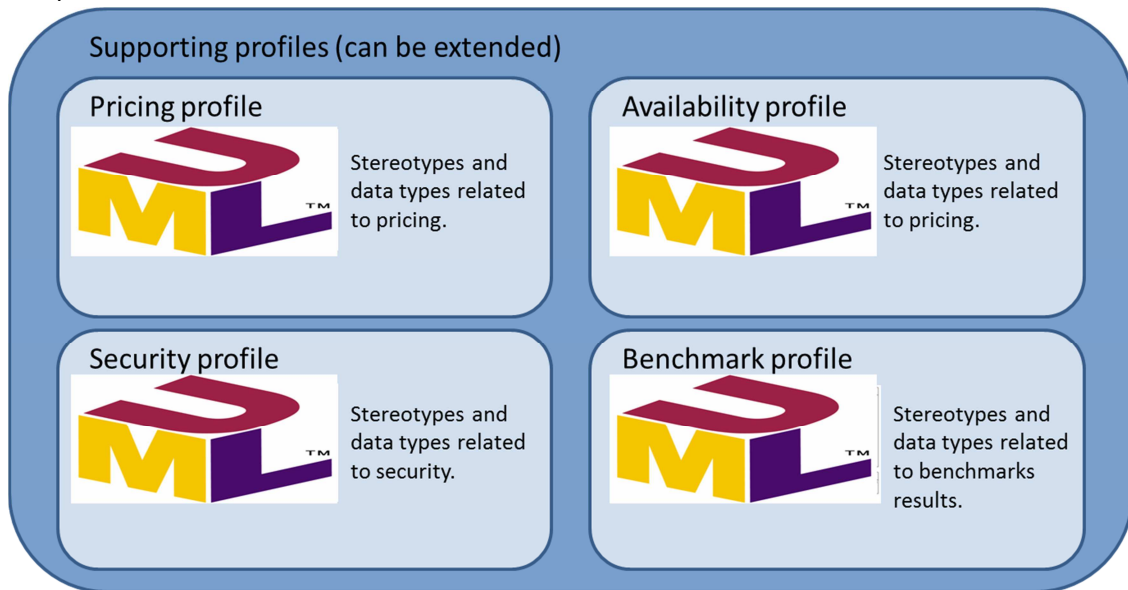 Supporting profiles (can be extended)
Pricing profile
UML TM
Stereotypes and
data types related
to pricing.
Availability profile
UML TM
Stereotypes and
data types related
to pricing.
Security profile
UML TM
Stereotypes and
data types related
to security.
Benchmark profile
UML TM
Stereotypes and
data types related
to benchmarks
results.